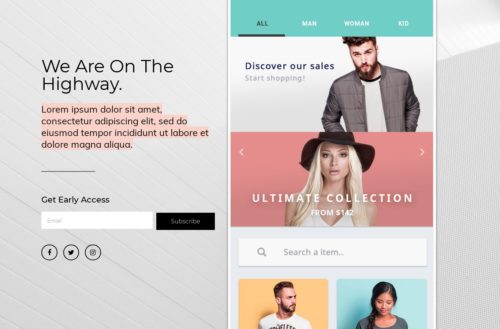 We Are On The
Highway.
Lorem ipsum dolor sit amet,
consectetur adipiscing elit, sed do
eiusmod tempor incididunt ut labore et
dolore magna aliqua.
Get Early Access
Email
Subscribe
ALL
MAN
WOMAN
KID
Discover our sales
Start shopping!
ULTIMATE COLLECTION
FROM $142
Search a item..